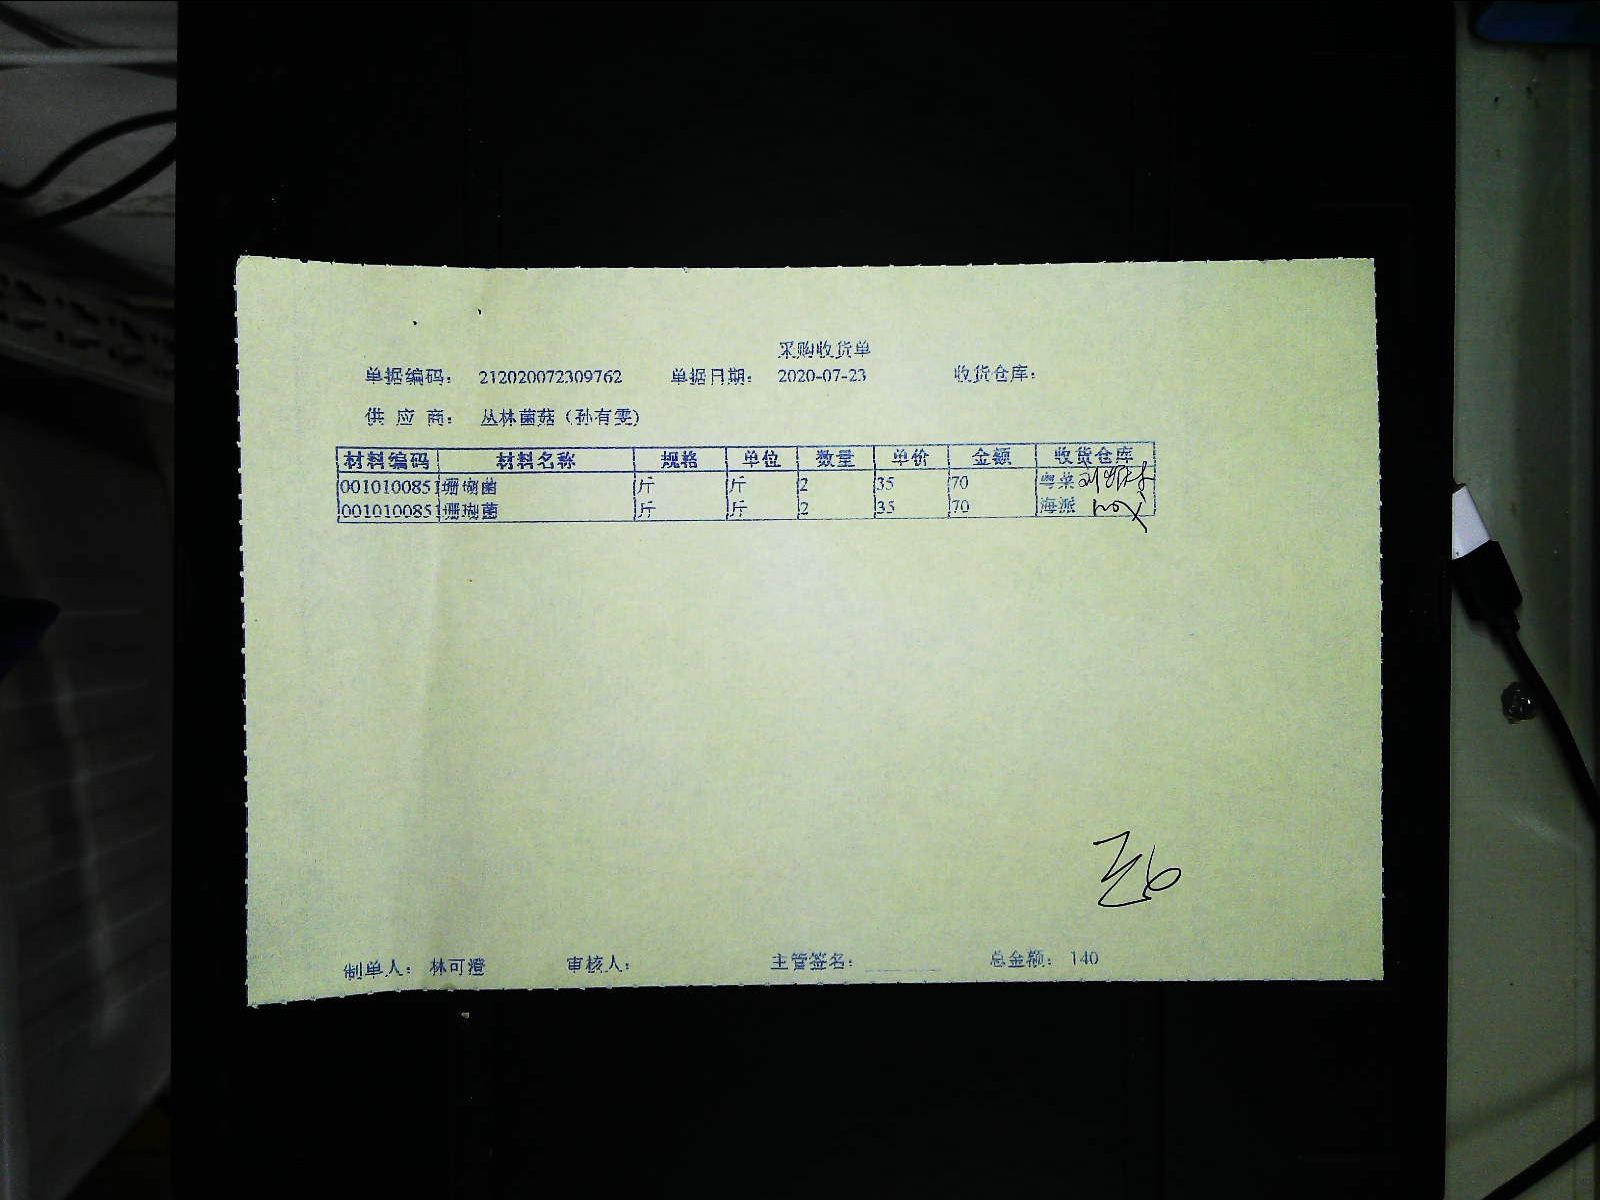 采购收货单
单据编码： 212020072309762 单据日期： 2020-07-23 收货仓库：
供 应 商： 丛林菌菇（孙有雯）
材料编码 材料名称 规格 单位 数量 单价 金额 收货仓库
0010100851 珊瑚菌 斤 斤 2 35 70 粤菜
0010100851 珊瑚菌 斤 斤 2 35 70 海派
制单人： 林可澄 审核人： 主管签名： 总金额： 140